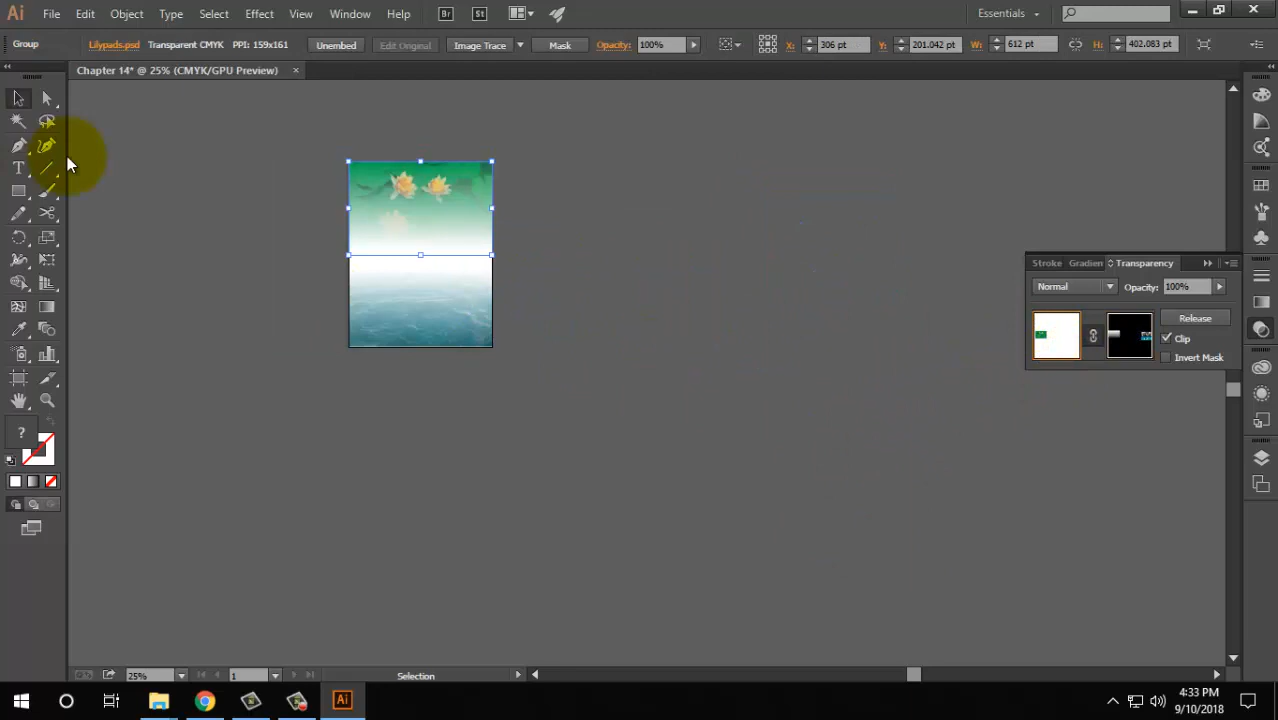 Ai File Edit Object Type Select Effect View Window Help Br St Essentials
Group Lilypads.psd Transparent CMYK PPI: 159x161 Unembed Edit Original Image Trace Mask Opacity: 100% X: 306 pt Y: 201.042 pt W: 612 pt H: 402.083 pt
Chapter 14* @ 25% (CMYK/GPU Preview) ×
T
Stroke Gradien Transparency
Normal Opacity: 100%
Release
Clip
Invert Mask
?
25% 1 Selection
Ai 4:33 PM
9/10/2018